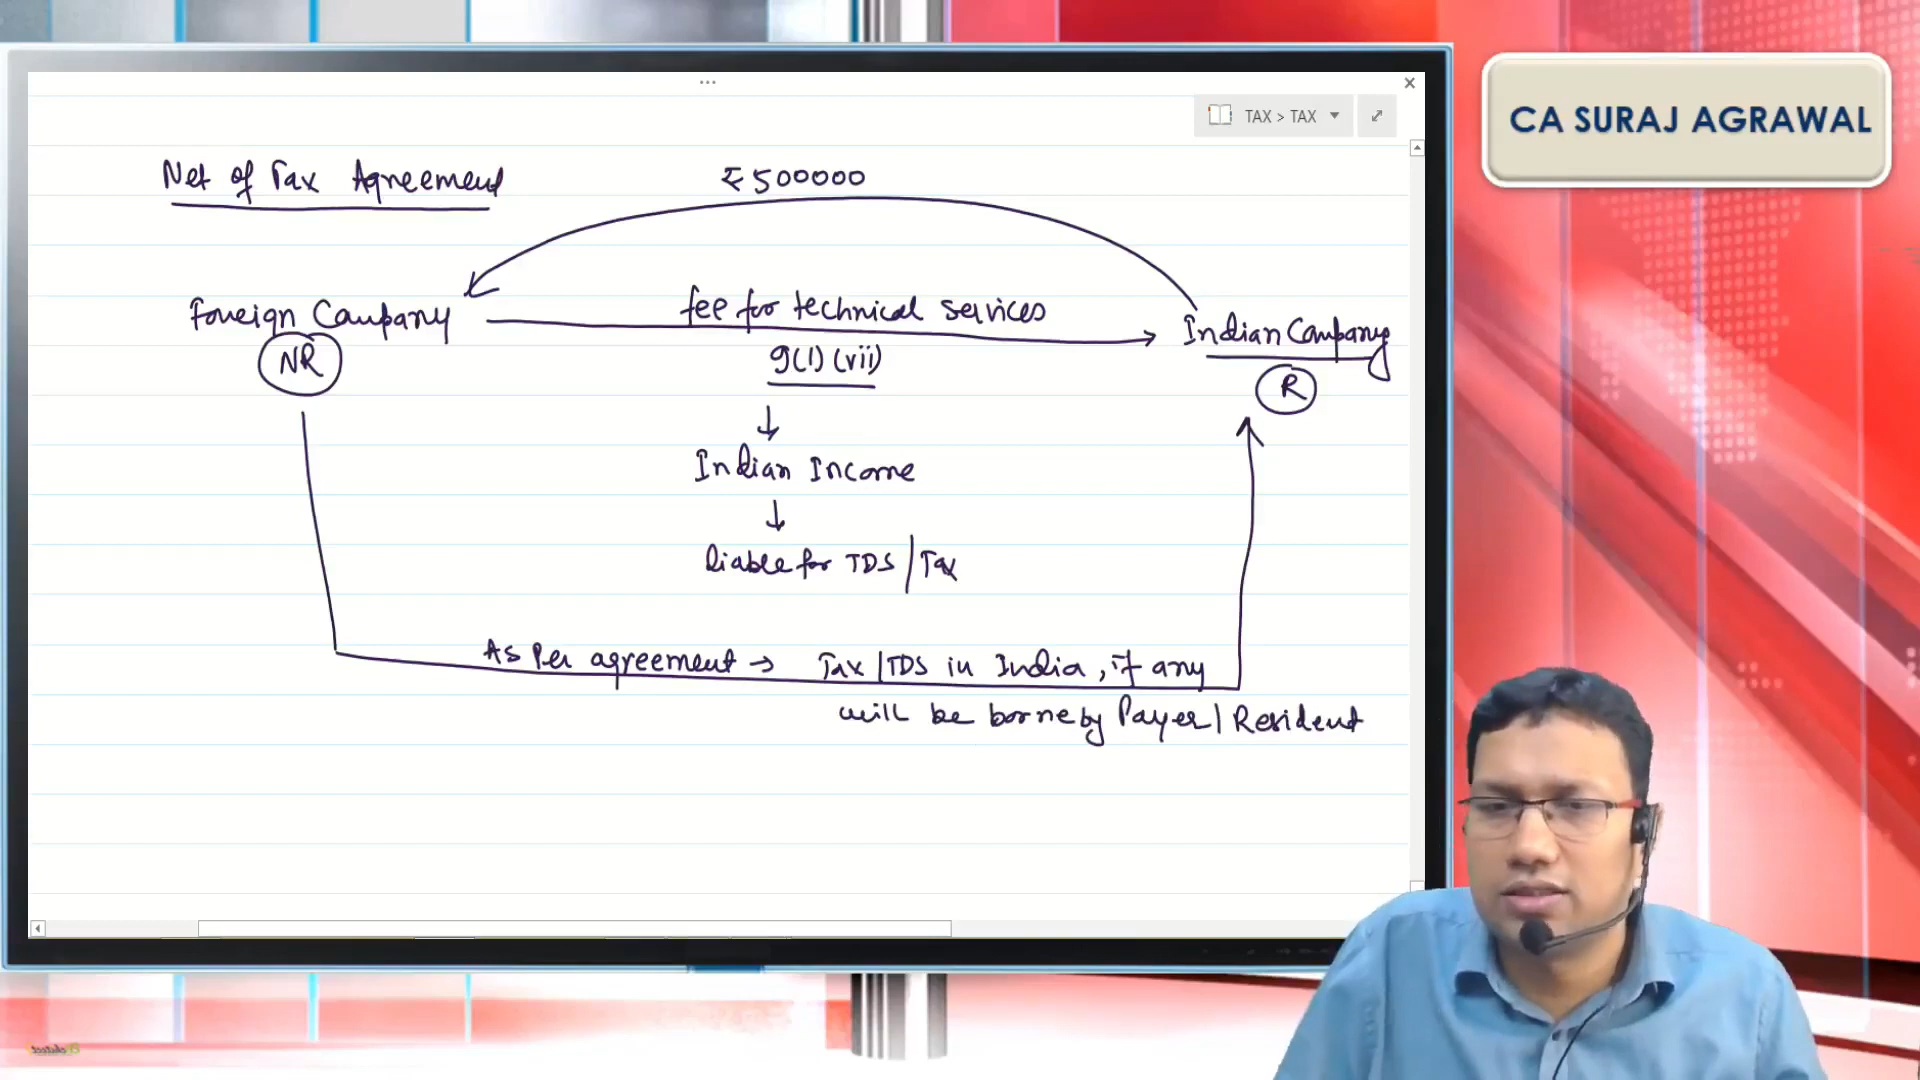 CA SURAJ AGRAWAL
TAX > TAX
Net of Tax Agreement
₹500000
Foreign Company
fee for technical services
Indian Company
NR
9(1)(vii)
R
Indian Income
liable for TDS/Tax
As Per agreement → Tax/TDS in India, if any
will be borne by Payer/Resident